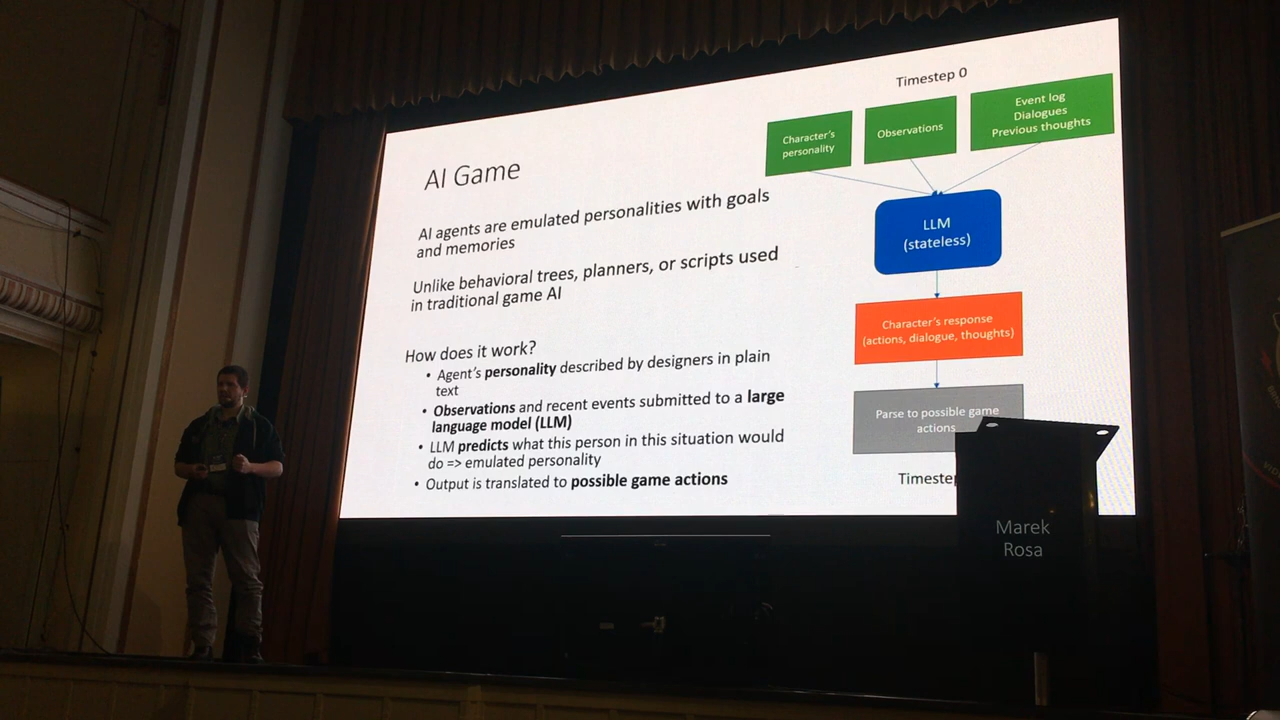 AI Game
AI agents are emulated personalities with goals
and memories
Unlike behavioral trees, planners, or scripts used
in traditional game AI
How does it work?
• Agent's personality described by designers in plain
text
• Observations and recent events submitted to a large
language model (LLM)
• LLM predicts what this person in this situation would
do => emulated personality
• Output is translated to possible game actions
Timestep 0
Character's
personality
Observations
Event log
Dialogues
Previous thoughts
LLM
(stateless)
Character's response
(actions, dialogue, thoughts)
Parse to possible game
actions
Marek
Rosa